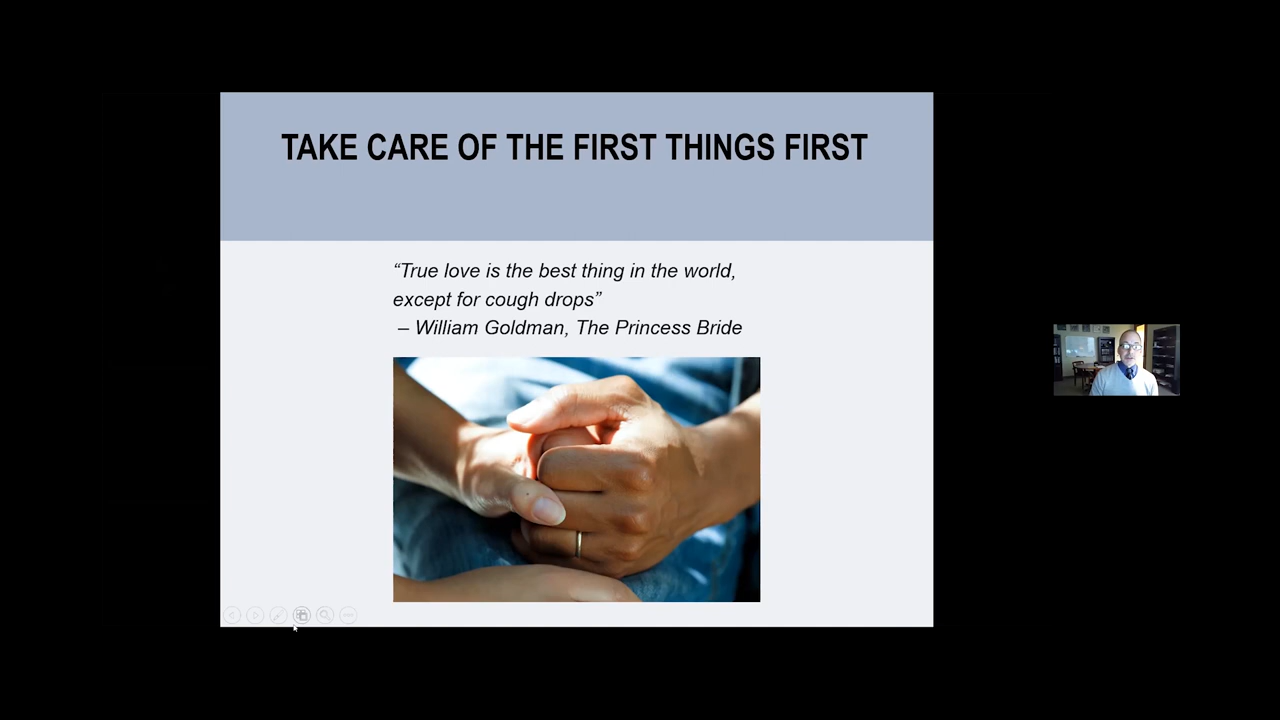 TAKE CARE OF THE FIRST THINGS FIRST
“True love is the best thing in the world,
except for cough drops”
– William Goldman, The Princess Bride